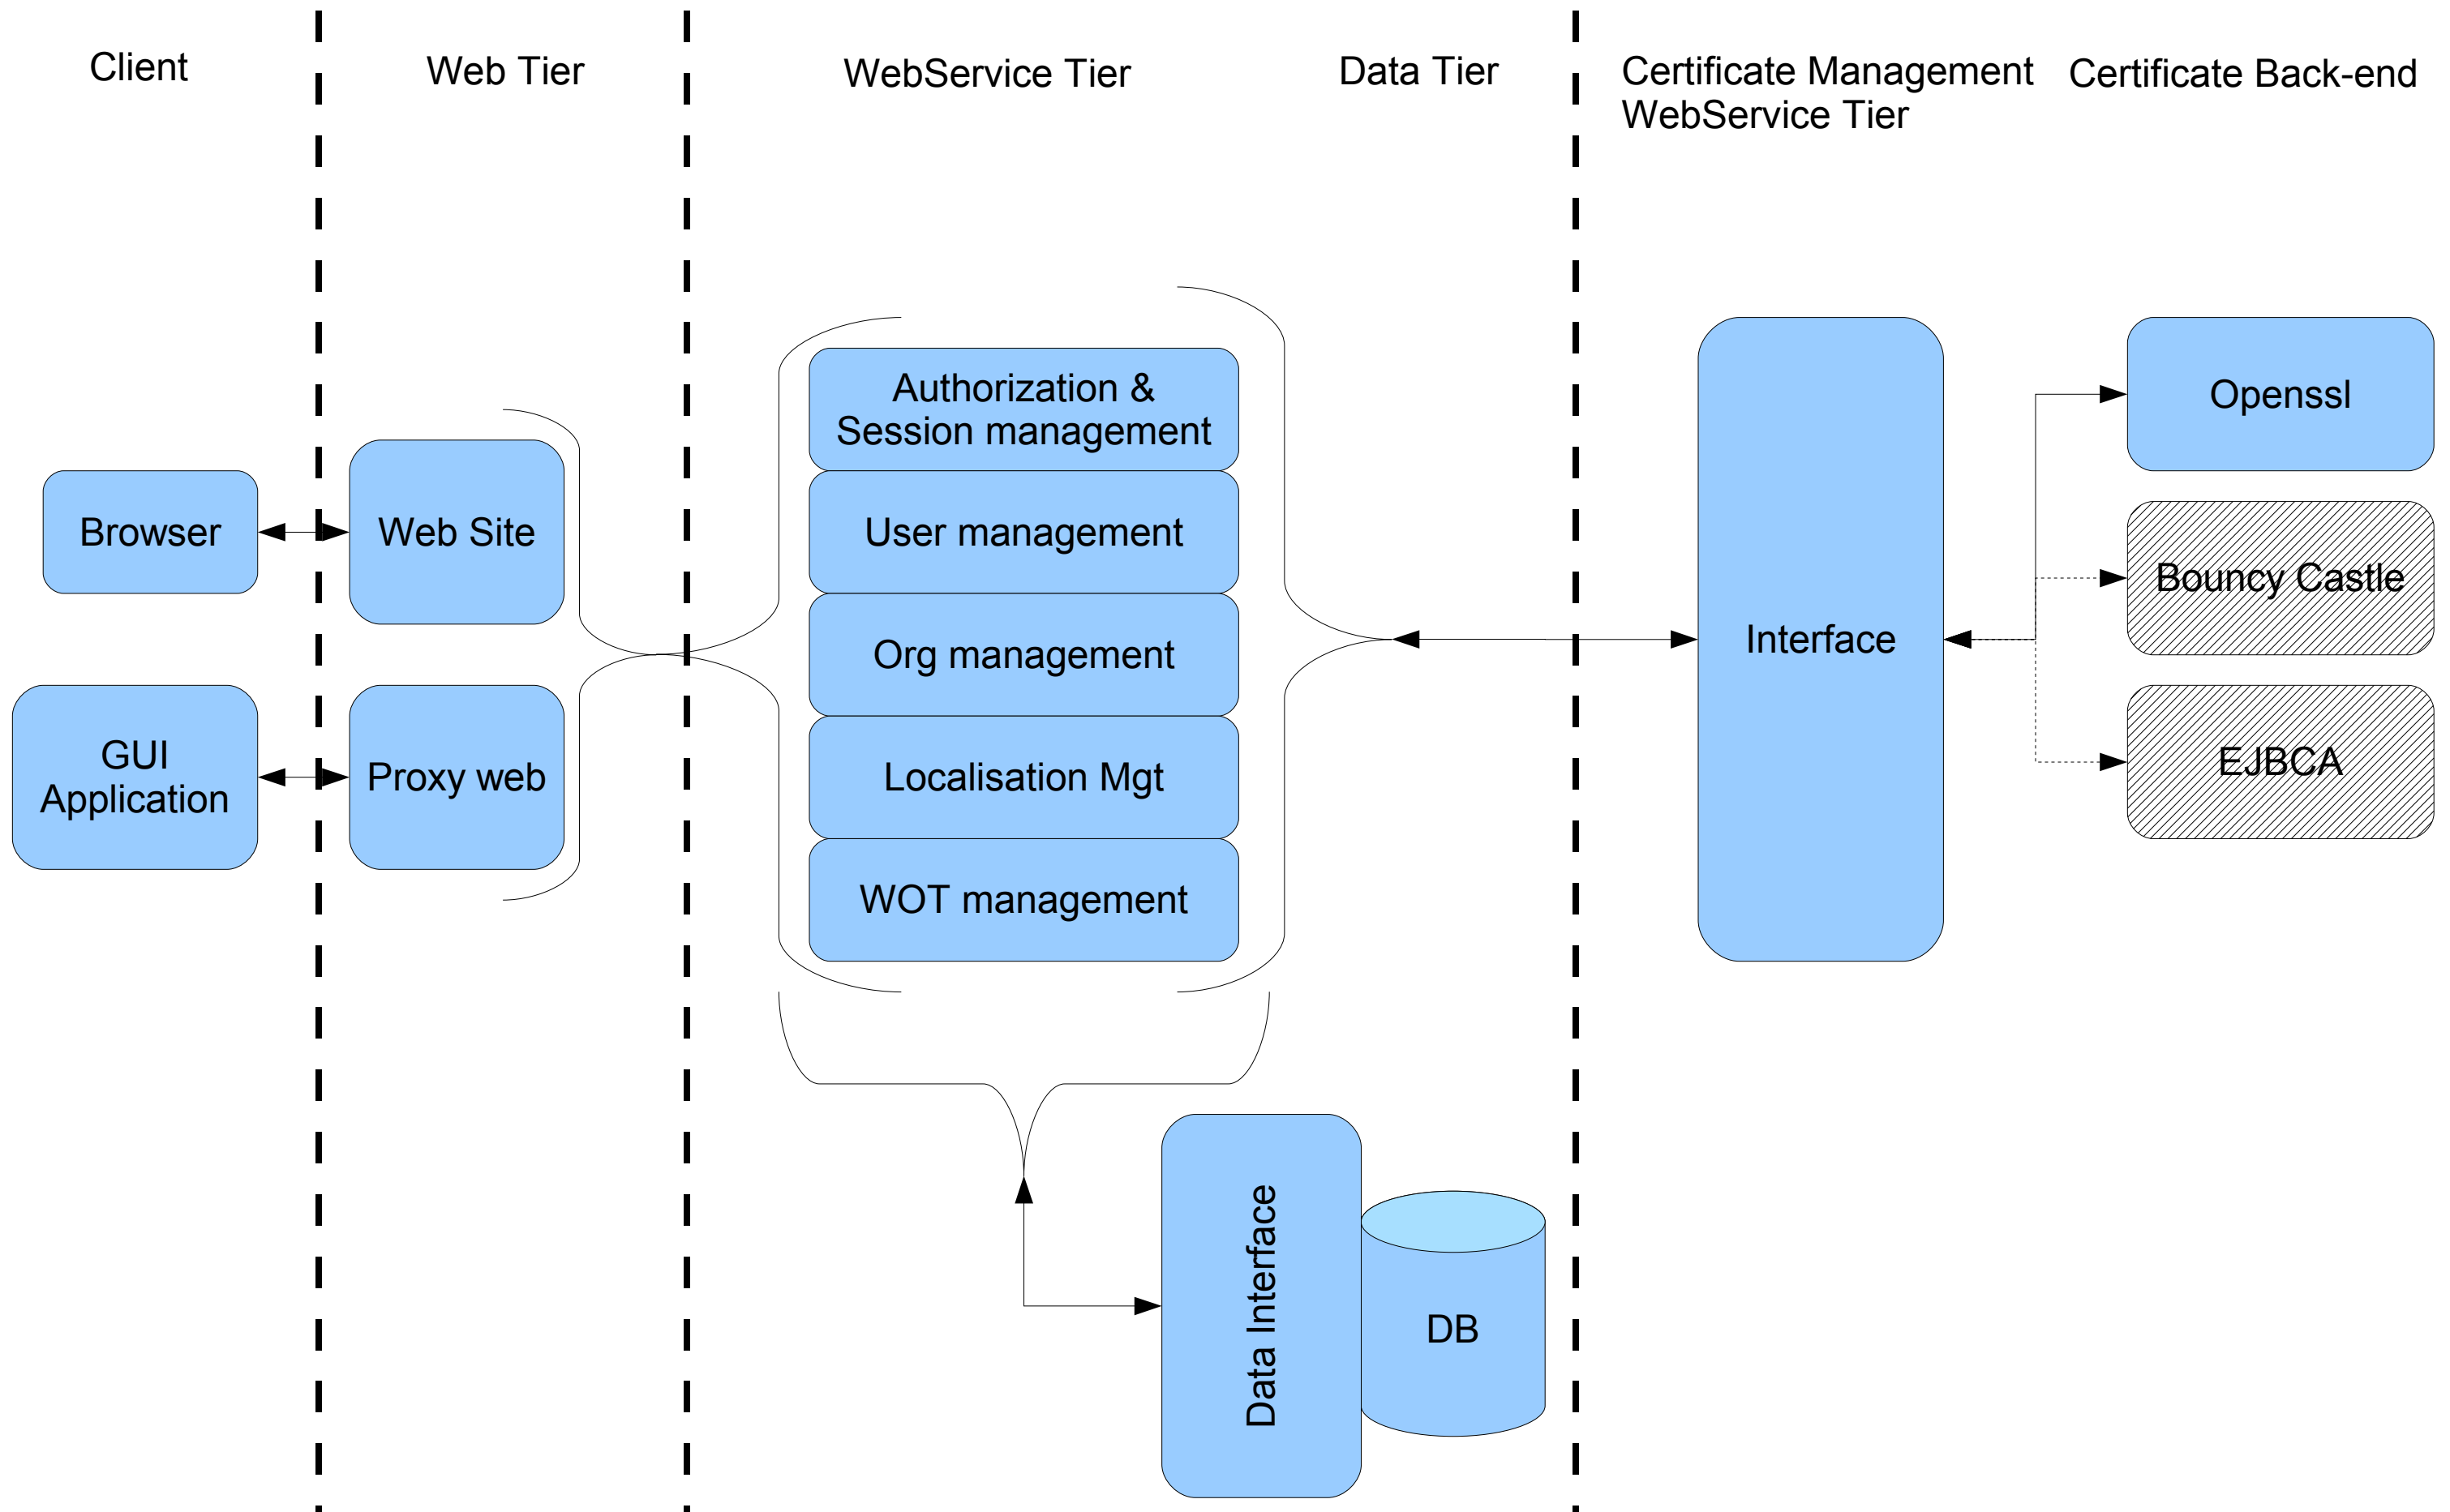 Client
Web Tier
WebService Tier
Data Tier
Certificate Management
WebService Tier
Certificate Back-end
Authorization &
Session management
User management
Org management
Localisation Mgt
WOT management
Browser
Web Site
GUI
Application
Proxy web
Interface
Openssl
Bouncy Castle
EJBCA
Data Interface
DB